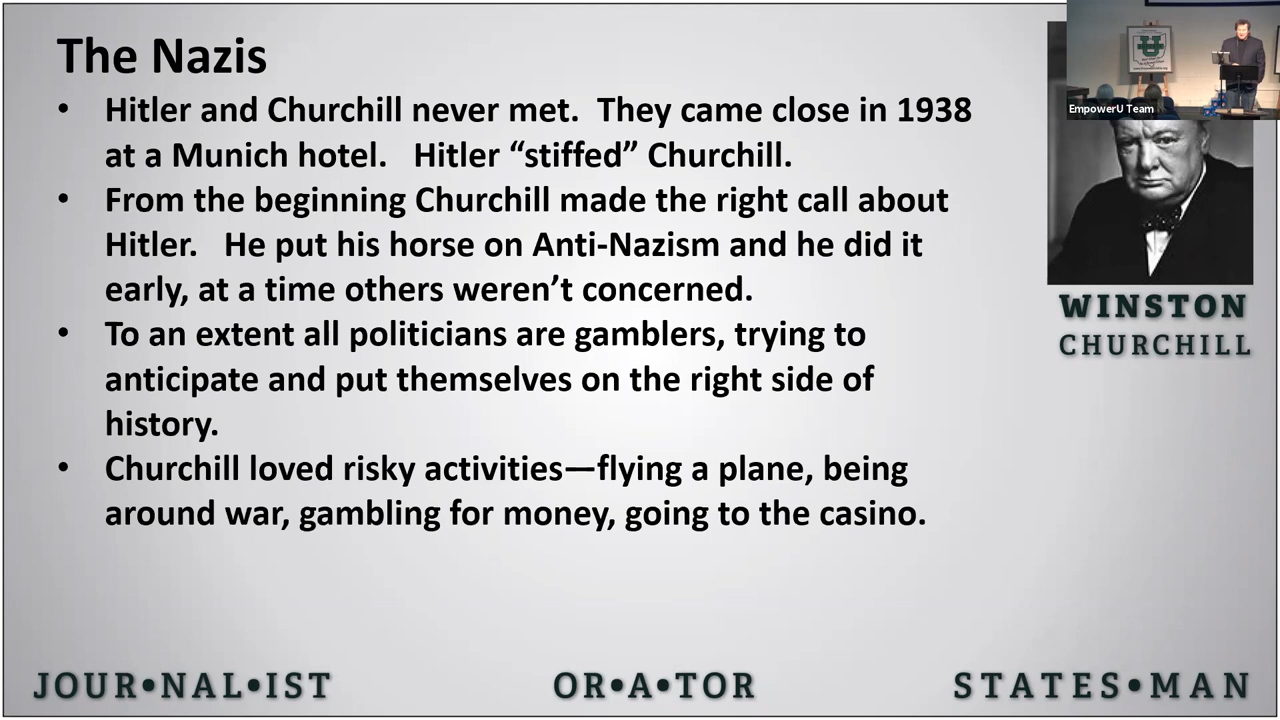 The Nazis
• Hitler and Churchill never met.  They came close in 1938
at a Munich hotel.   Hitler “stiffed” Churchill.
• From the beginning Churchill made the right call about
Hitler.   He put his horse on Anti-Nazism and he did it
early, at a time others weren’t concerned.
• To an extent all politicians are gamblers, trying to
anticipate and put themselves on the right side of
history.
• Churchill loved risky activities—flying a plane, being
around war, gambling for money, going to the casino.
EmpowerU Team
WINSTON
CHURCHILL
JOUR•NAL•IST
OR•A•TOR
STATES•MAN